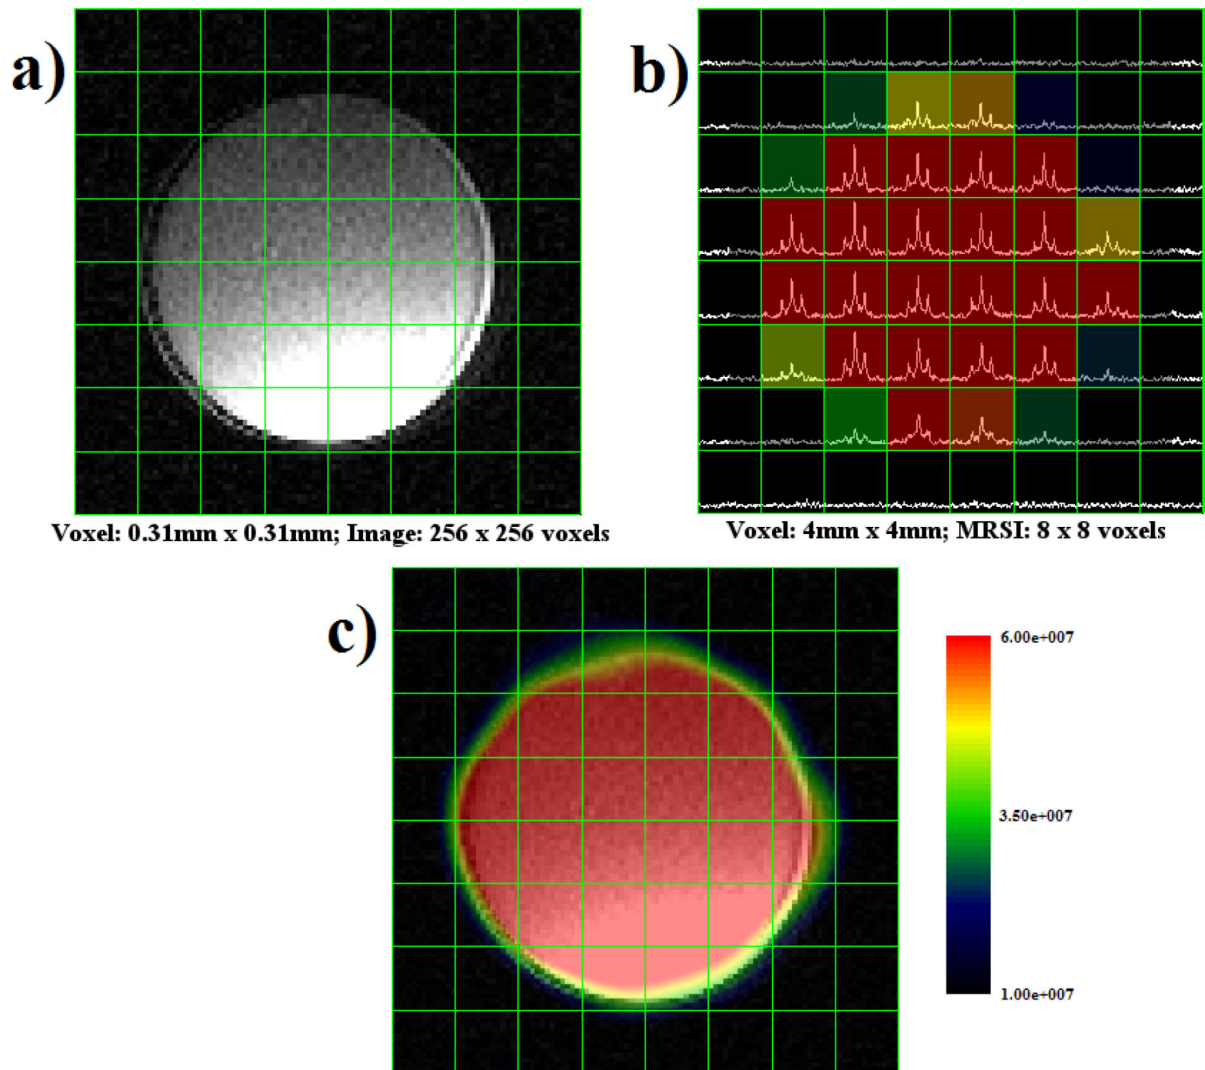 a)
b)
Voxel: 0.31mm x 0.31mm; Image: 256 x 256 voxels
Voxel: 4mm x 4mm; MRSI: 8 x 8 voxels
c)
6.00e+007
3.50e+007
1.00e+007